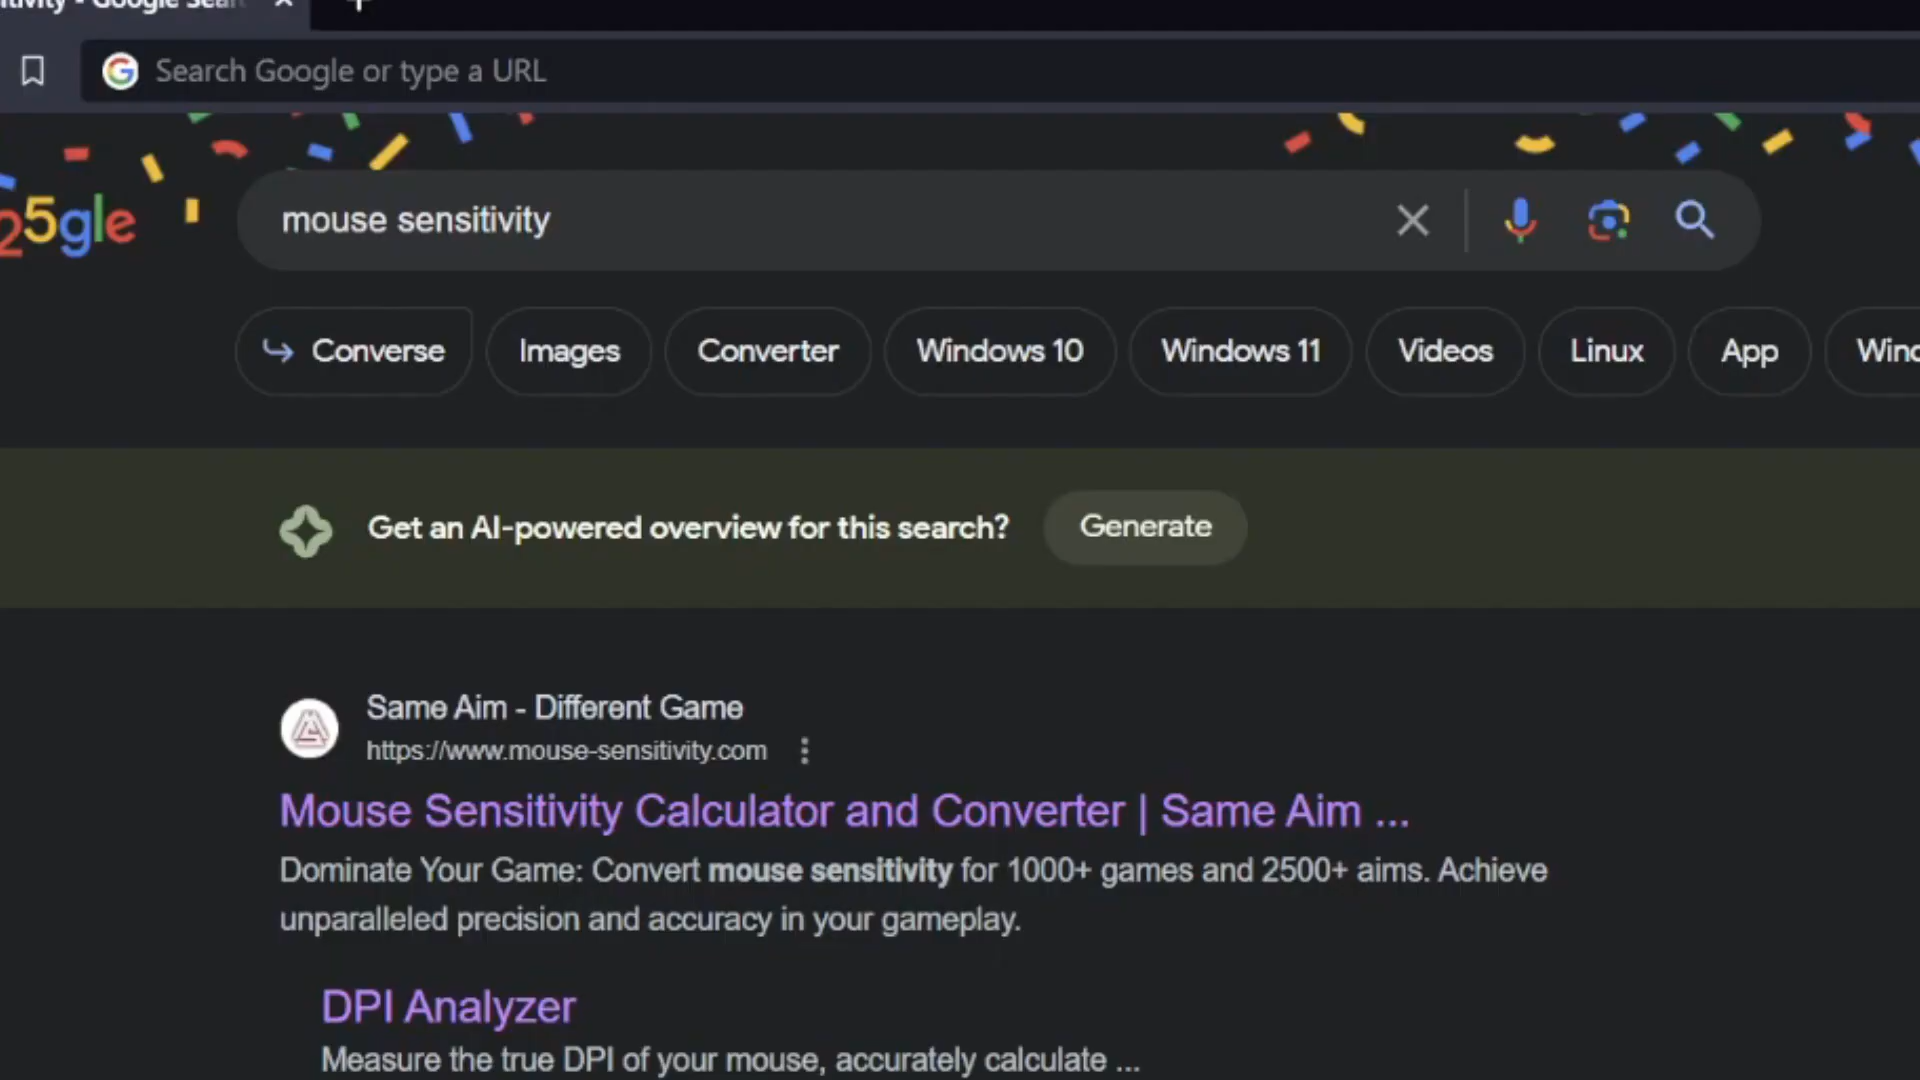 Search Google or type a URL
25gle
mouse sensitivity
Converse Images Converter Windows 10 Windows 11 Videos Linux App
Get an AI-powered overview for this search? Generate
Same Aim - Different Game
https://www.mouse-sensitivity.com
Mouse Sensitivity Calculator and Converter | Same Aim ...
Dominate Your Game: Convert mouse sensitivity for 1000+ games and 2500+ aims. Achieve
unparalleled precision and accuracy in your gameplay.
DPI Analyzer
Measure the true DPI of your mouse, accurately calculate ...